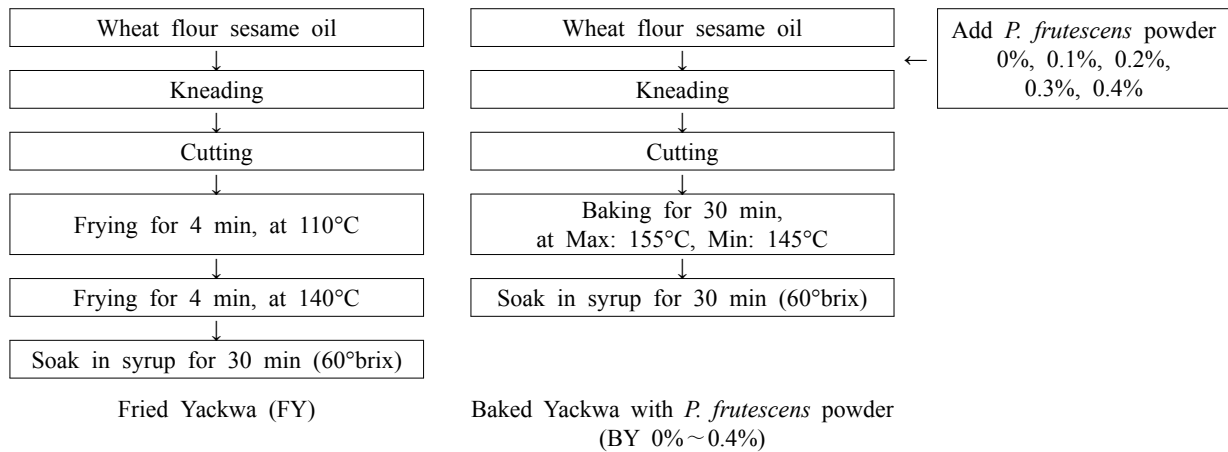 Wheat flour sesame oil
↓
Kneading
↓
Cutting
↓
Frying for 4 min, at 110°C
↓
Frying for 4 min, at 140°C
↓
Soak in syrup for 30 min (60°brix)
Fried Yackwa (FY)
Wheat flour sesame oil
↓
←
Add P. frutescens powder
0%, 0.1%, 0.2%,
0.3%, 0.4%
Kneading
↓
Cutting
↓
Baking for 30 min,
at Max: 155°C, Min: 145°C
↓
Soak in syrup for 30 min (60°brix)
Baked Yackwa with P. frutescens powder
(BY 0%~0.4%)